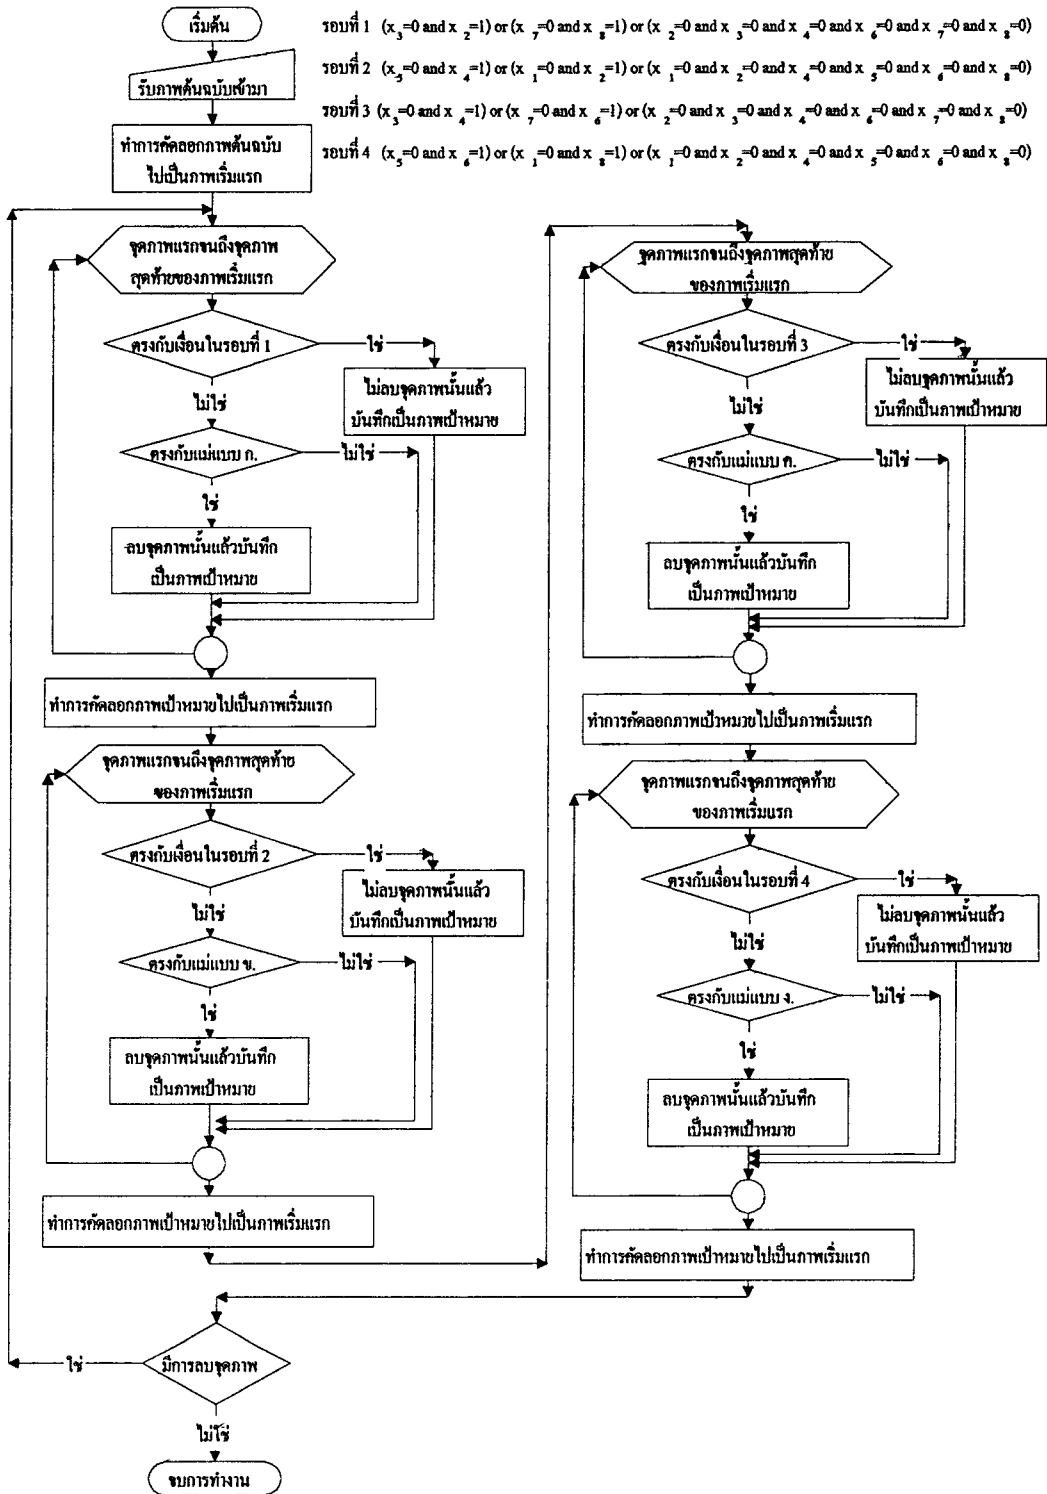 เริ่มต้น
รอบที่ 1 (x 3=0 and x 2=1) or (x 7=0 and x 8=1) or (x 2=0 and x 3=0 and x 4=0 and x 6=0 and x 7=0 and x 8=0)
รับภาพต้นฉบับเข้ามา
รอบที่ 2 (x 5=0 and x 4=1) or (x 1=0 and x 2=1) or (x 1=0 and x 2=0 and x 4=0 and x 5=0 and x 6=0 and x 8=0)
รอบที่ 3 (x 3=0 and x 4=1) or (x 7=0 and x 6=1) or (x 2=0 and x 3=0 and x 4=0 and x 6=0 and x 7=0 and x 8=0)
ทำการคัดลอกภาพต้นฉบับ
ไปเป็นภาพเริ่มแรก
รอบที่ 4 (x 5=0 and x 6=1) or (x 1=0 and x 8=1) or (x 1=0 and x 2=0 and x 4=0 and x 5=0 and x 6=0 and x 8=0)
จุดภาพแรกจนถึงจุดภาพ
สุดท้ายของภาพเริ่มแรก
ตรงกับเงื่อนในรอบที่ 1
ใช่
ไม่ลบจุดภาพนั้นแล้ว
บันทึกเป็นภาพเป้าหมาย
ไม่ใช่
ตรงกับแม่แบบ ก.
ไม่ใช่
ใช่
ลบจุดภาพนั้นแล้วบันทึก
เป็นภาพเป้าหมาย
ทำการคัดลอกภาพเป้าหมายไปเป็นภาพเริ่มแรก
จุดภาพแรกจนถึงจุดภาพสุดท้าย
ของภาพเริ่มแรก
ตรงกับเงื่อนในรอบที่ 2
ใช่
ไม่ลบจุดภาพนั้นแล้ว
บันทึกเป็นภาพเป้าหมาย
ไม่ใช่
ตรงกับแม่แบบ ข.
ไม่ใช่
ใช่
ลบจุดภาพนั้นแล้วบันทึก
เป็นภาพเป้าหมาย
ทำการคัดลอกภาพเป้าหมายไปเป็นภาพเริ่มแรก
จุดภาพแรกจนถึงจุดภาพสุดท้าย
ของภาพเริ่มแรก
ตรงกับเงื่อนในรอบที่ 3
ใช่
ไม่ลบจุดภาพนั้นแล้ว
บันทึกเป็นภาพเป้าหมาย
ไม่ใช่
ตรงกับแม่แบบ ค.
ไม่ใช่
ใช่
ลบจุดภาพนั้นแล้วบันทึก
เป็นภาพเป้าหมาย
ทำการคัดลอกภาพเป้าหมายไปเป็นภาพเริ่มแรก
จุดภาพแรกจนถึงจุดภาพสุดท้าย
ของภาพเริ่มแรก
ตรงกับเงื่อนในรอบที่ 4
ใช่
ไม่ลบจุดภาพนั้นแล้ว
บันทึกเป็นภาพเป้าหมาย
ไม่ใช่
ตรงกับแม่แบบ ง.
ไม่ใช่
ใช่
ลบจุดภาพนั้นแล้วบันทึก
เป็นภาพเป้าหมาย
ทำการคัดลอกภาพเป้าหมายไปเป็นภาพเริ่มแรก
มีการลบจุดภาพ
ใช่
ไม่ใช่
จบการทำงาน